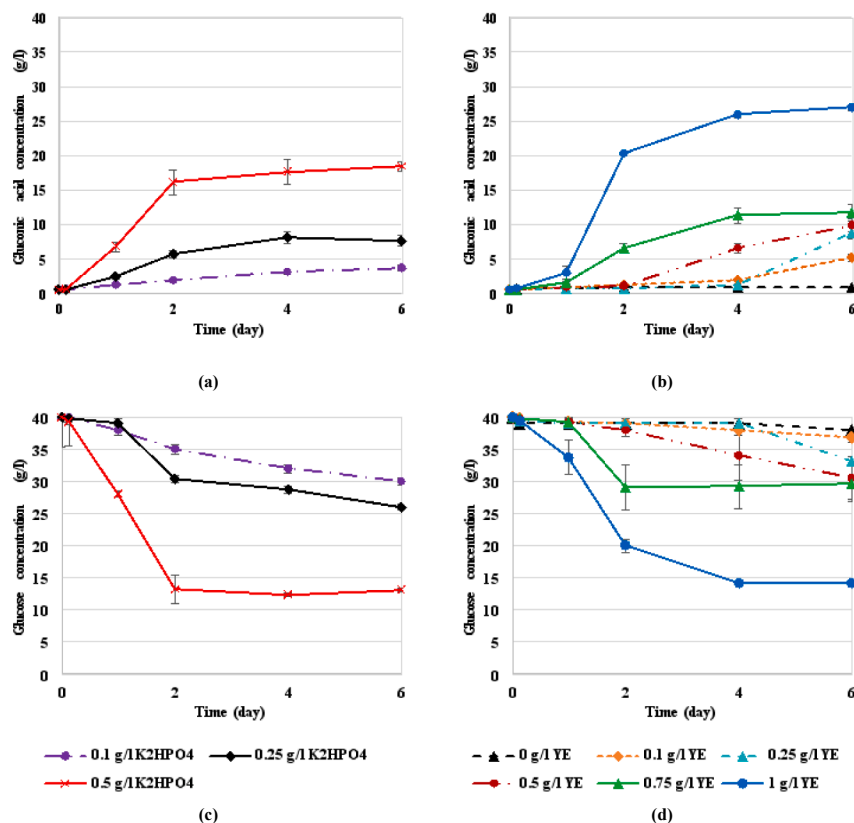 40
35
30
25
20
15
10
5
0
Gluconic acid concentration (g/l)
0 2 4 6
Time (day)
(a)
40
35
30
25
20
15
10
5
0
Gluconic acid concentration (g/l)
0 2 4 6
Time (day)
(b)
40
35
30
25
20
15
10
5
0
Glucose concentration (g/l)
0 2 4 6
Time (day)
0.1 g/l K2HPO4 0.25 g/l K2HPO4
0.5 g/l K2HPO4
(c)
40
35
30
25
20
15
10
5
0
Glucose concentration (g/l)
0 2 4 6
Time (day)
0 g/l YE 0.1 g/l YE 0.25 g/l YE
0.5 g/l YE 0.75 g/l YE 1 g/l YE
(d)